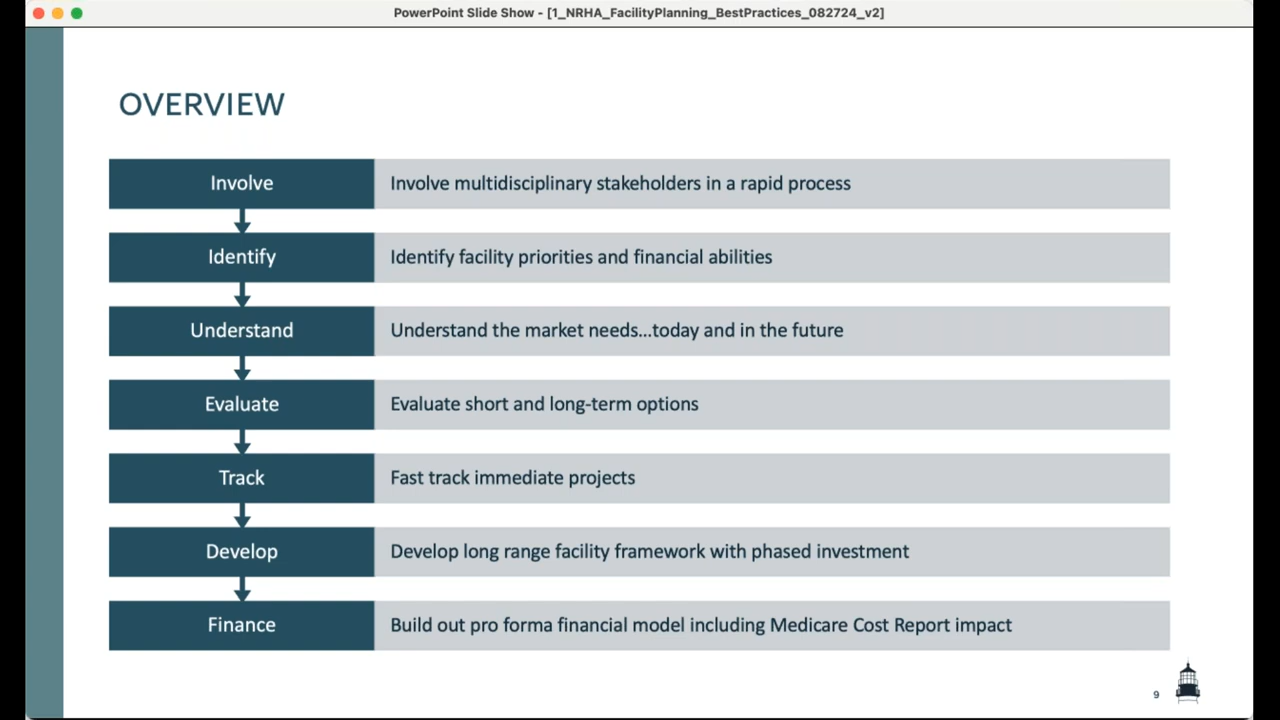 PowerPoint Slide Show - [1_NRHA_FacilityPlanning_BestPractices_082724_v2]
OVERVIEW
Involve
Involve multidisciplinary stakeholders in a rapid process
Identify
Identify facility priorities and financial abilities
Understand
Understand the market needs...today and in the future
Evaluate
Evaluate short and long-term options
Track
Fast track immediate projects
Develop
Develop long range facility framework with phased investment
Finance
Build out pro forma financial model including Medicare Cost Report impact
9